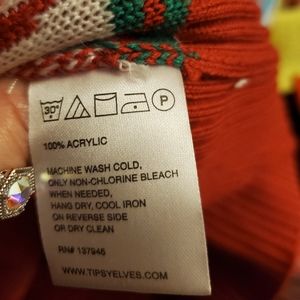 30°
P
100% ACRYLIC
MACHINE WASH COLD,
ONLY NON-CHLORINE BLEACH
WHEN NEEDED,
HANG DRY, COOL IRON
ON REVERSE SIDE
OR DRY CLEAN
RN# 137946
WWW.TIPSYELVES.COM